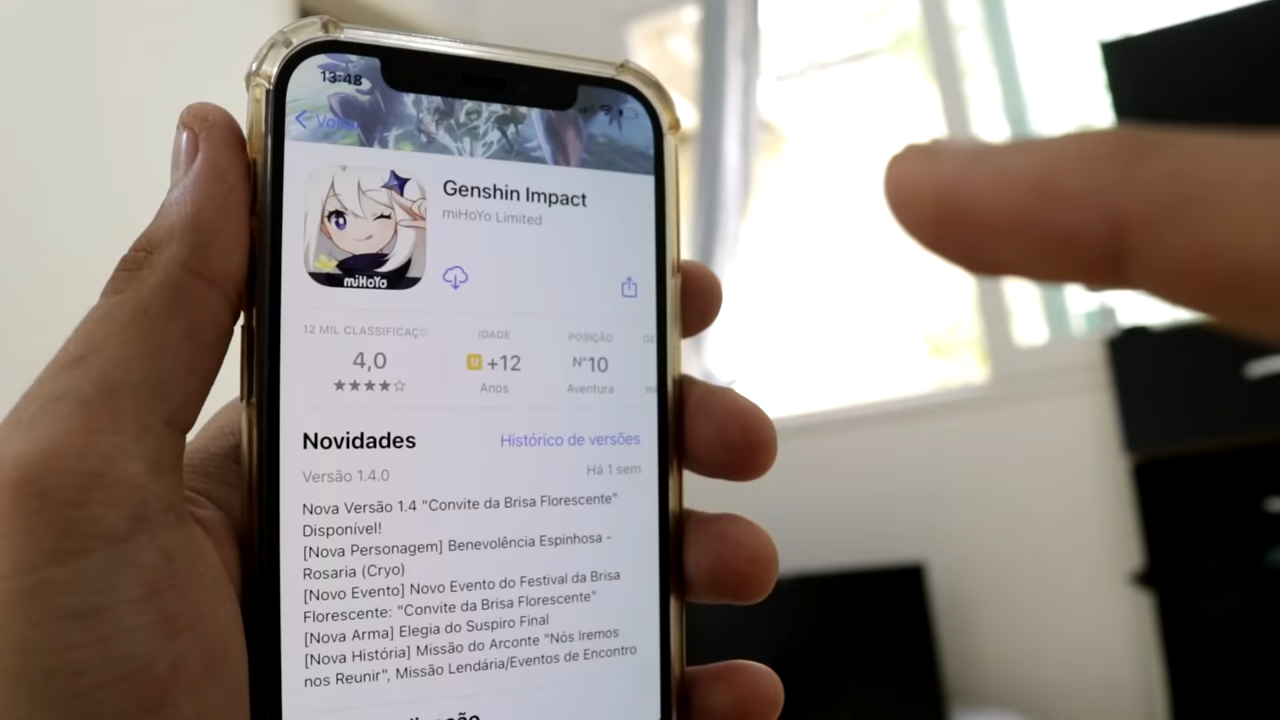 13:48
Genshin Impact
miHoYo Limited
miHoYo
12 MIL CLASSIFICAÇÕ
IDADE
POSIÇÃO
4,0
12 +12
Nº10
★★★★☆
Anos
Aventura
Novidades
Histórico de versões
Versão 1.4.0
Há 1 sem
Nova Versão 1.4 "Convite da Brisa Florescente"
Disponível!
[Nova Personagem] Benevolência Espinhosa -
Rosaria (Cryo)
[Novo Evento] Novo Evento do Festival da Brisa
Florescente: "Convite da Brisa Florescente"
[Nova Arma] Elegia do Suspiro Final
[Nova História] Missão do Arconte "Nós Iremos
nos Reunir", Missão Lendária/Eventos de Encontro